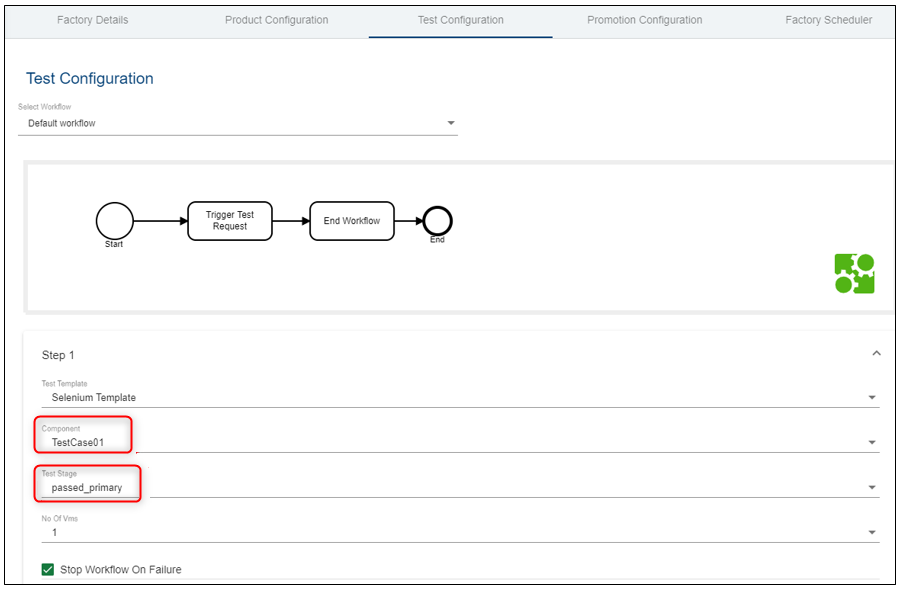 Factory Details
Product Configuration
Test Configuration
Promotion Configuration
Factory Scheduler
Test Configuration
Select Workflow
Default workflow
Start
Trigger Test
Request
End Workflow
End
Step 1
Test Template
Selenium Template
Component
TestCase01
Test Stage
passed_primary
No Of Vms
1
Stop Workflow On Failure